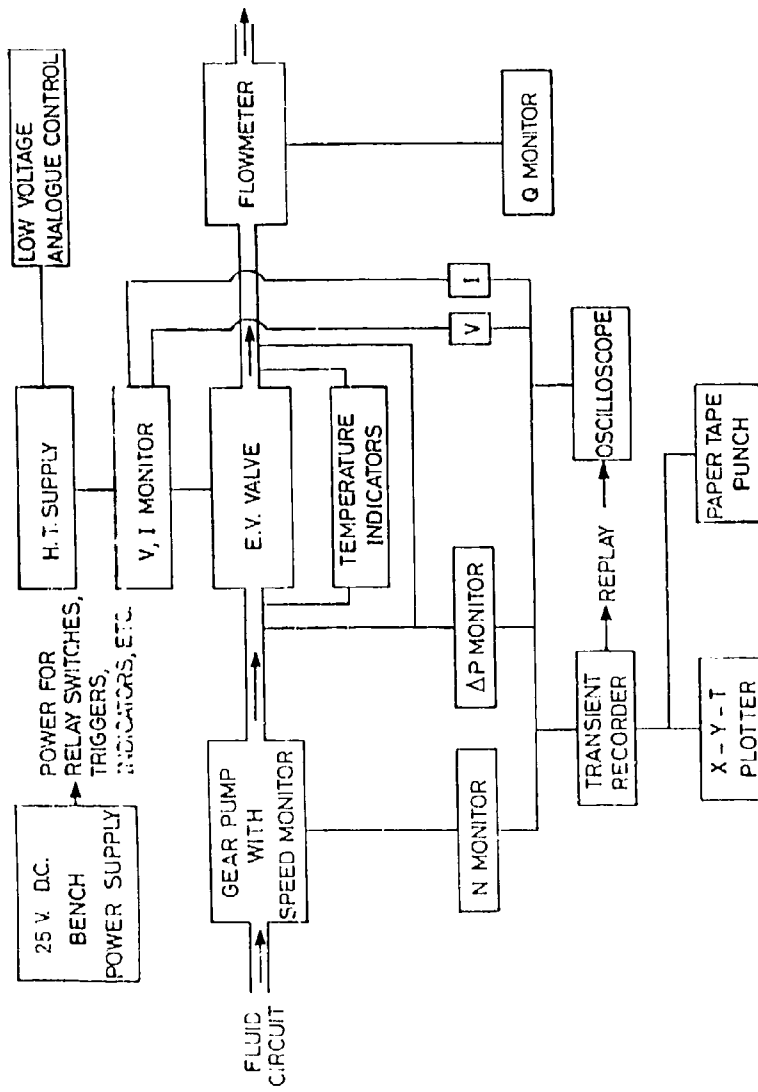 25 V. D.C.
BENCH
POWER SUPPLY
POWER FOR
RELAY SWITCHES,
TRIGGERS,
INDICATORS, ETC.
H.T. SUPPLY
LOW VOLTAGE
ANALOGUE CONTROL
V, I MONITOR
FLUID
CIRCUIT
GEAR PUMP
WITH
SPEED MONITOR
E.V. VALVE
FLOWMETER
TEMPERATURE
INDICATORS
N MONITOR
ΔP MONITOR
V
I
Q MONITOR
TRANSIENT
RECORDER
REPLAY
OSCILLOSCOPE
X - Y - T
PLOTTER
PAPER TAPE
PUNCH